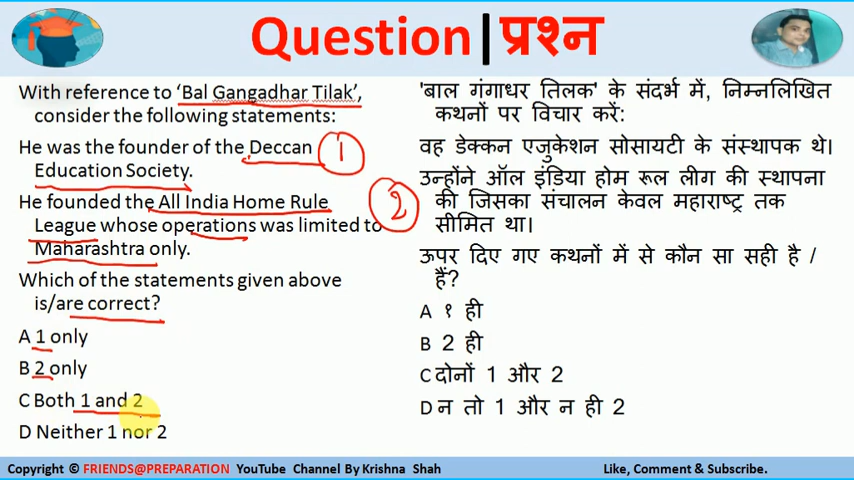 Question|प्रश्न
With reference to ‘Bal Gangadhar Tilak’,
consider the following statements:
He was the founder of the Deccan
Education Society.
1
He founded the All India Home Rule
League whose operations was limited to
Maharashtra only.
2
Which of the statements given above
is/are correct?
A 1 only
B 2 only
C Both 1 and 2
D Neither 1 nor 2
'बाल गंगाधर तिलक' के संदर्भ में, निम्नलिखित
कथनों पर विचार करें:
वह डेक्कन एजुकेशन सोसायटी के संस्थापक थे।
उन्होंने ऑल इंडिया होम रूल लीग की स्थापना
की जिसका संचालन केवल महाराष्ट्र तक
सीमित था।
ऊपर दिए गए कथनों में से कौन सा सही है /
हैं?
A १ ही
B 2 ही
C दोनों 1 और 2
D न तो 1 और न ही 2
Copyright © FRIENDS@PREPARATION YouTube Channel By Krishna Shah
Like, Comment & Subscribe.